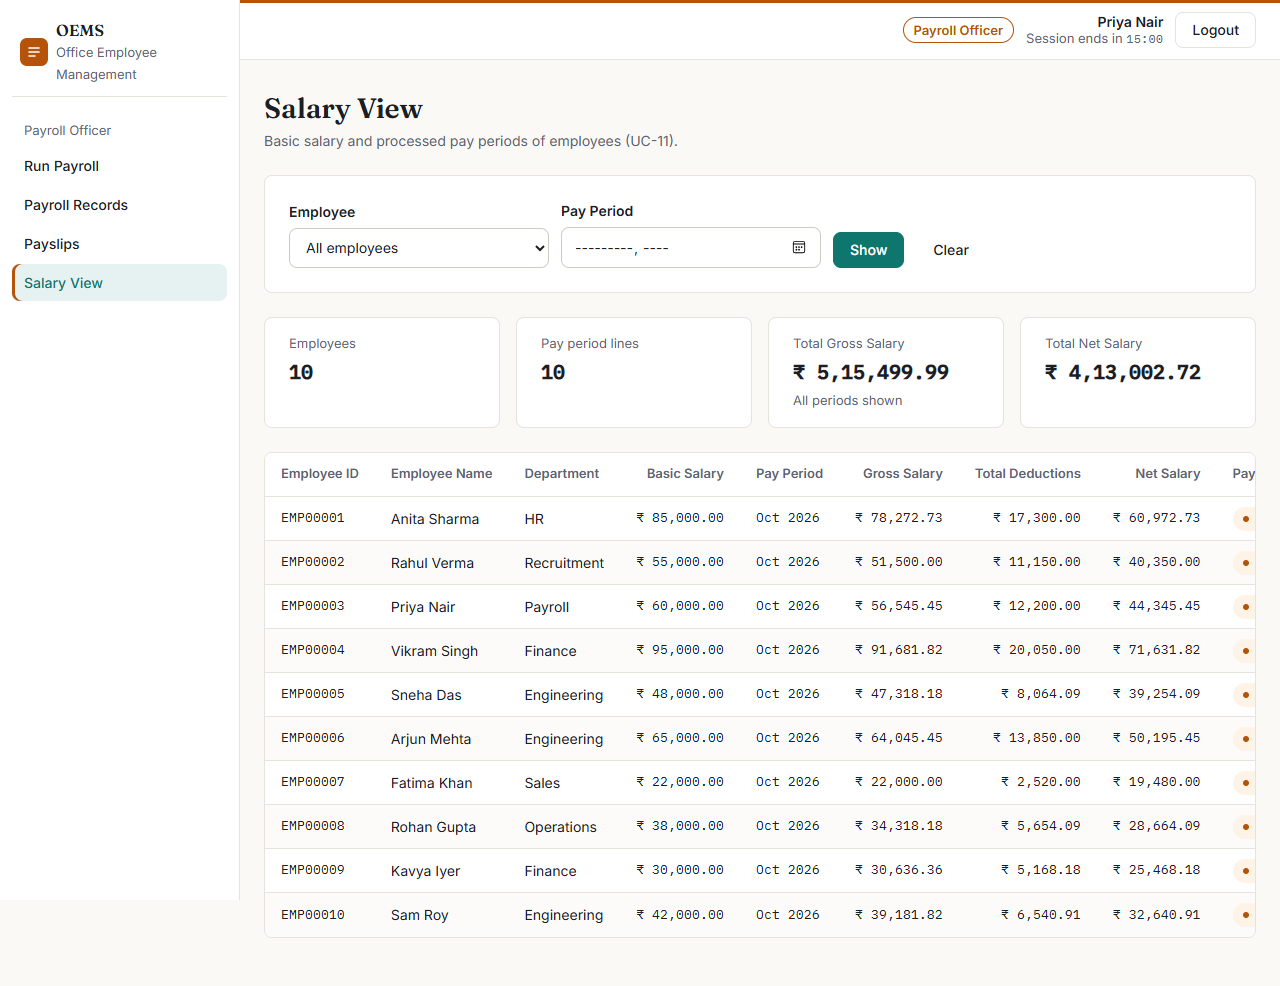 OEMS
Office Employee
Management
Payroll Officer
Run Payroll
Payroll Records
Payslips
Salary View
Payroll Officer
Priya Nair
Session ends in 15:00
Logout
Salary View
Basic salary and processed pay periods of employees (UC-11).
Employee
All employees
Pay Period
---------, ----
Show
Clear
Employees
10
Pay period lines
10
Total Gross Salary
₹ 5,15,499.99
All periods shown
Total Net Salary
₹ 4,13,002.72
Employee ID Employee Name Department Basic Salary Pay Period Gross Salary Total Deductions Net Salary Pay
EMP00001 Anita Sharma HR ₹ 85,000.00 Oct 2026 ₹ 78,272.73 ₹ 17,300.00 ₹ 60,972.73
EMP00002 Rahul Verma Recruitment ₹ 55,000.00 Oct 2026 ₹ 51,500.00 ₹ 11,150.00 ₹ 40,350.00
EMP00003 Priya Nair Payroll ₹ 60,000.00 Oct 2026 ₹ 56,545.45 ₹ 12,200.00 ₹ 44,345.45
EMP00004 Vikram Singh Finance ₹ 95,000.00 Oct 2026 ₹ 91,681.82 ₹ 20,050.00 ₹ 71,631.82
EMP00005 Sneha Das Engineering ₹ 48,000.00 Oct 2026 ₹ 47,318.18 ₹ 8,064.09 ₹ 39,254.09
EMP00006 Arjun Mehta Engineering ₹ 65,000.00 Oct 2026 ₹ 64,045.45 ₹ 13,850.00 ₹ 50,195.45
EMP00007 Fatima Khan Sales ₹ 22,000.00 Oct 2026 ₹ 22,000.00 ₹ 2,520.00 ₹ 19,480.00
EMP00008 Rohan Gupta Operations ₹ 38,000.00 Oct 2026 ₹ 34,318.18 ₹ 5,654.09 ₹ 28,664.09
EMP00009 Kavya Iyer Finance ₹ 30,000.00 Oct 2026 ₹ 30,636.36 ₹ 5,168.18 ₹ 25,468.18
EMP00010 Sam Roy Engineering ₹ 42,000.00 Oct 2026 ₹ 39,181.82 ₹ 6,540.91 ₹ 32,640.91